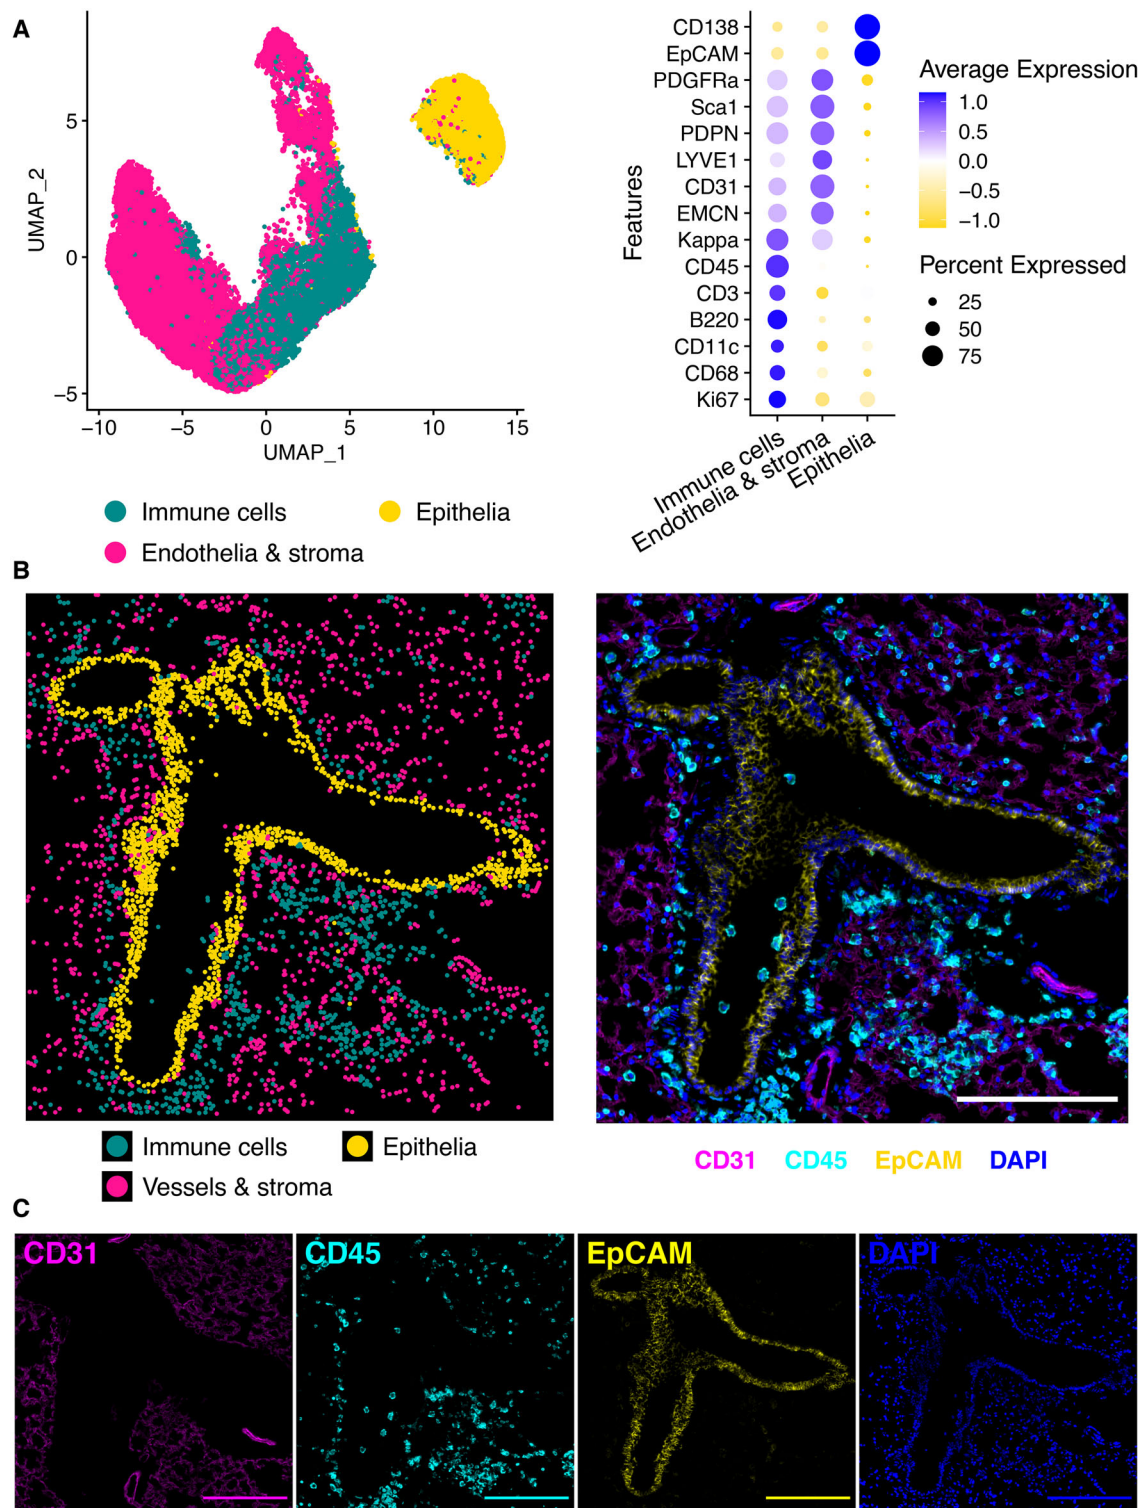 A
UMAP_2
5
0
−5
−10
−5
0
5
10
15
UMAP_1
Immune cells
Epithelia
Endothelia & stroma
Features
CD138
EpCAM
PDGFRa
Sca1
PDPN
LYVE1
CD31
EMCN
Kappa
CD45
CD3
B220
CD11c
CD68
Ki67
Immune cells
Endothelia & stroma
Epithelia
Average Expression
1.0
0.5
0.0
−0.5
−1.0
Percent Expressed
25
50
75
B
Immune cells
Epithelia
Vessels & stroma
CD31 CD45 EpCAM DAPI
C
CD31
CD45
EpCAM
DAPI